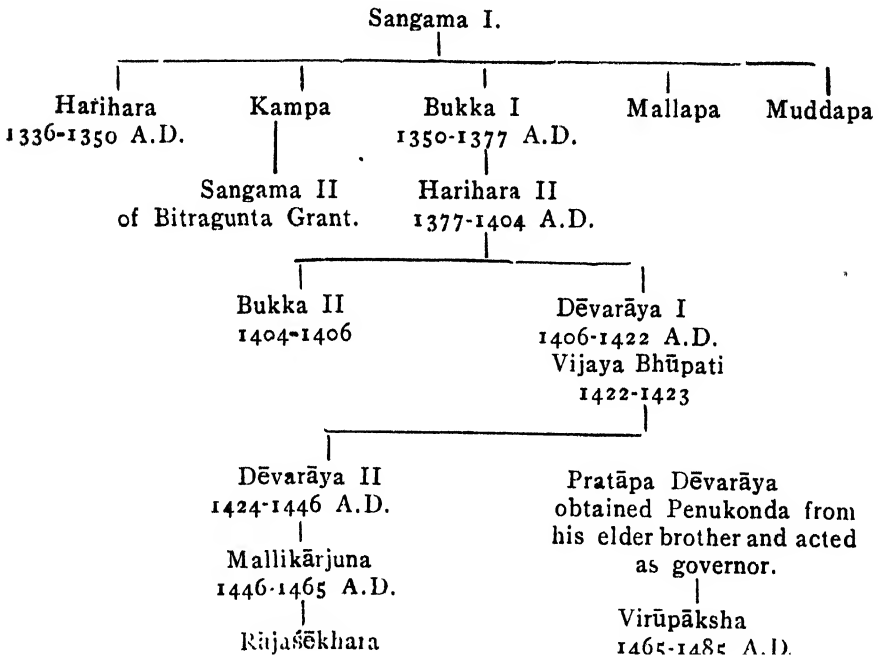 Sangama I.
Harihara Kampa Bukka I Mallapa Muddapa
1336-1350 A.D. 1350-1377 A.D.
Sangama II Harihara II
of Bitragunta Grant. 1377-1404 A.D.
Bukka II Dēvarāya I
1404-1406 1406-1422 A.D.
Vijaya Bhūpati
1422-1423
Dēvarāya II Pratāpa Dēvarāya
1424-1446 A.D. obtained Penukonda from
his elder brother and acted
Mallikārjuna as governor.
1446-1465 A.D.
Virūpāksha
Rājaśēkhara 1465-1485 A.D.